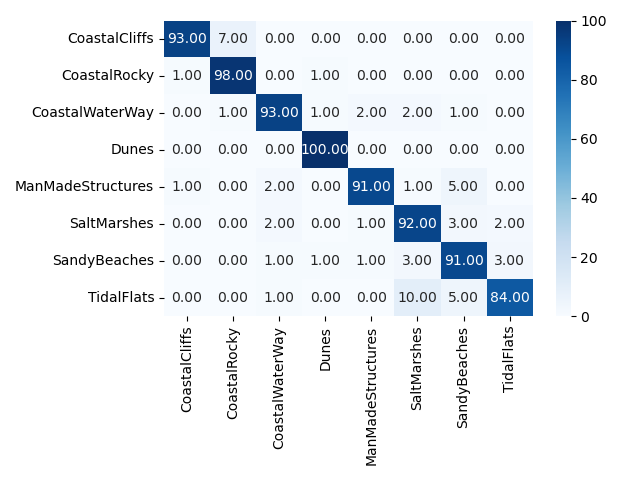 CoastalCliffs 93.00 7.00 0.00 0.00 0.00 0.00 0.00 0.00
CoastalRocky 1.00 98.00 0.00 1.00 0.00 0.00 0.00 0.00
CoastalWaterWay 0.00 1.00 93.00 1.00 2.00 2.00 1.00 0.00
Dunes 0.00 0.00 0.00 100.00 0.00 0.00 0.00 0.00
ManMadeStructures 1.00 0.00 2.00 0.00 91.00 1.00 5.00 0.00
SaltMarshes 0.00 0.00 2.00 0.00 1.00 92.00 3.00 2.00
SandyBeaches 0.00 0.00 1.00 1.00 1.00 3.00 91.00 3.00
TidalFlats 0.00 0.00 1.00 0.00 0.00 10.00 5.00 84.00
CoastalCliffs
CoastalRocky
CoastalWaterWay
Dunes
ManMadeStructures
SaltMarshes
SandyBeaches
TidalFlats
100
80
60
40
20
0